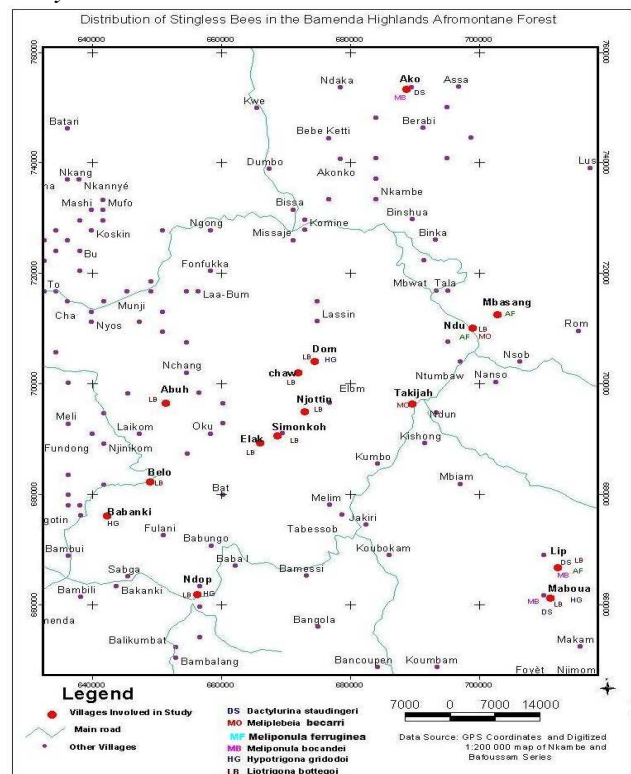 Distribution of Stingless Bees in the Bamenda Highlands Afromontane Forest
640000 660000 680000 700000
Ndaka Ako Assa
MB DS
Kwe
Batari
Bebe Ketti Berabi
Dumbo Lus
Nkang Akonko
Nkannyé
Mashi Mufo Bissa Nkambe
Koskin Ngong Komine Binshua
Missaje Binka
Bu
Fonfukka
To Mbwat Tala
Laa-Bum
Cha Munji Mbasang
AF
Nyos Lassin Ndu LB Rom
AF MO
Dom
LB HG
Nchang chaw LB Ntumbaw Nsob
Abuh Elom Nanso
LB Njottin LB Takijah
MO
Meli Simonkoh Ndun
Laikom Oku Elak LB LB
Fundong Njinikom Kishong
Belo LB Kumbo
Bat Mbiam
Babanki Melim
HG
gotin Tabessob
Fulani Jakiri
Bambui Babungo Koubokam
Baba I Lip LB
Sabga DS AF
MB
Bambili Bakanki Ndop Bamessi Maboua
LB HG MB LB HG
DS
menda Bangola
Balikumbat Makam
Bambalang Bancoupen Koumbam Foyèt Njimom
640000 660000 680000 700000
Legend
Villages Involved in Study
Main road
Other Villages
DS Dactylurina staudingeri
MO Meliplebeia becarri
MF Meliponula ferruginea
MB Meliponula bocandei
HG Hypotrigona gridodoi
LB Liotrigona bottegoi
7000 0 7000 14000
Data Source: GPS Coordinates and Digitized
1:200 000 map of Nkambe and
Bafoussam Series